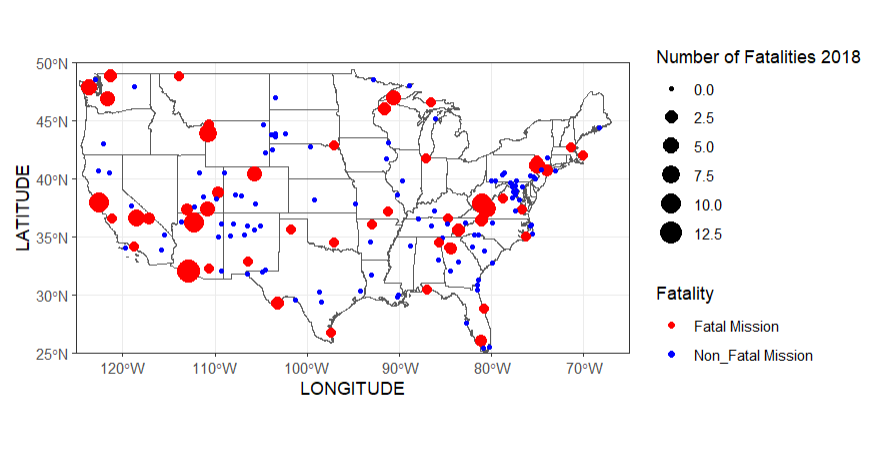 Number of Fatalities 2018
0.0
2.5
5.0
7.5
10.0
12.5
Fatality
Fatal Mission
Non_Fatal Mission
LATITUDE
50°N
45°N
40°N
35°N
30°N
25°N
120°W 110°W 100°W 90°W 80°W 70°W
LONGITUDE